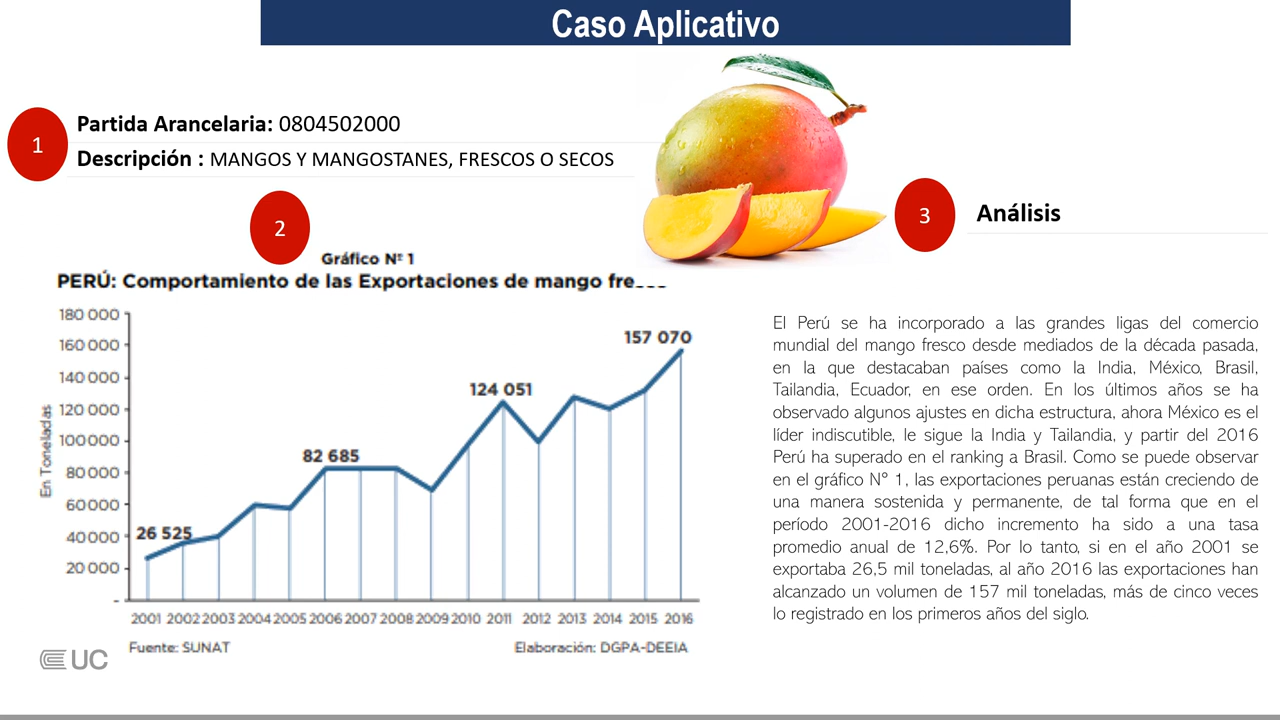 Caso Aplicativo
1
Partida Arancelaria: 0804502000
Descripción : MANGOS Y MANGOSTANES, FRESCOS O SECOS
2
Gráfico Nº 1
PERÚ: Comportamiento de las Exportaciones de mango
180 000
160 000
140 000
120 000
100 000
80 000
60 000
40 000
20 000
-
En Toneladas
26 525
82 685
124 051
157 070
2001 2002 2003 2004 2005 2006 2007 2008 2009 2010 2011 2012 2013 2014 2015 2016
Fuente: SUNAT
Elaboración: DGPA-DEEIA
UC
3
Análisis
El Perú se ha incorporado a las grandes ligas del comercio
mundial del mango fresco desde mediados de la década pasada,
en la que destacaban países como la India, México, Brasil,
Tailandia, Ecuador, en ese orden. En los últimos años se ha
observado algunos ajustes en dicha estructura, ahora México es el
líder indiscutible, le sigue la India y Tailandia, y partir del 2016
Perú ha superado en el ranking a Brasil. Como se puede observar
en el gráfico N° 1, las exportaciones peruanas están creciendo de
una manera sostenida y permanente, de tal forma que en el
período 2001-2016 dicho incremento ha sido a una tasa
promedio anual de 12,6%. Por lo tanto, si en el año 2001 se
exportaba 26,5 mil toneladas, al año 2016 las exportaciones han
alcanzado un volumen de 157 mil toneladas, más de cinco veces
lo registrado en los primeros años del siglo.